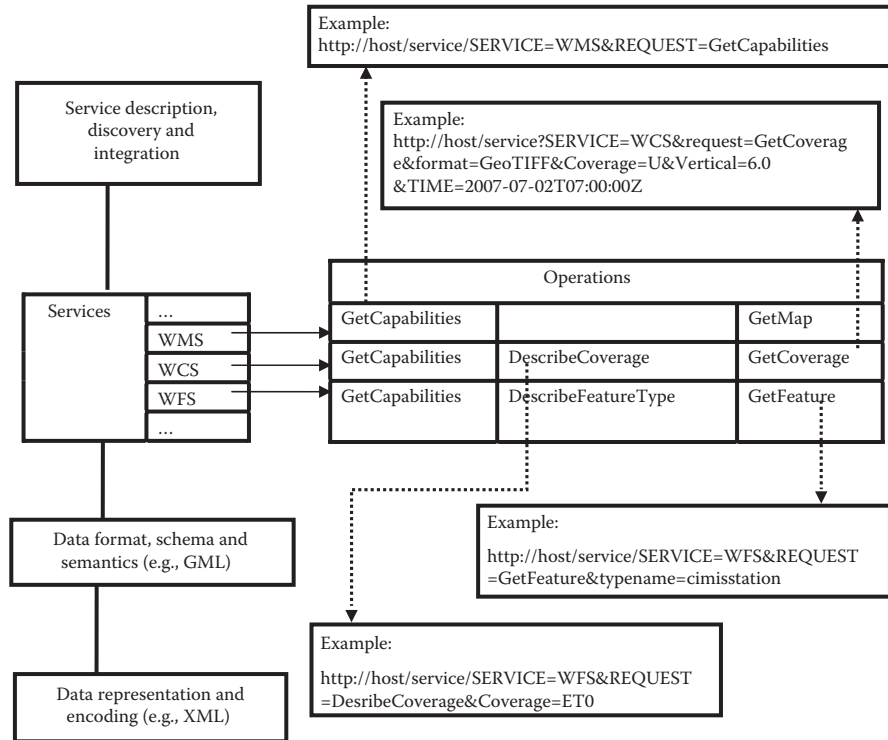 Example:
http://host/service/SERVICE=WMS&REQUEST=GetCapabilities
Service description,
discovery and
integration
Example:
http://host/service?SERVICE=WCS&request=GetCoverag
e&format=GeoTIFF&Coverage=U&Vertical=6.0
&TIME=2007-07-02T07:00:00Z
Operations
Services
...
WMS
WCS
WFS
...
GetCapabilities
GetMap
GetCapabilities
DescribeCoverage
GetCoverage
GetCapabilities
DescribeFeatureType
GetFeature
Data format, schema and
semantics (e.g., GML)
Example:
http://host/service/SERVICE=WFS&REQUEST
=GetFeature&typename=cimisstation
Example:
http://host/service/SERVICE=WFS&REQUEST
=DesribeCoverage&Coverage=ET0
Data representation and
encoding (e.g., XML)